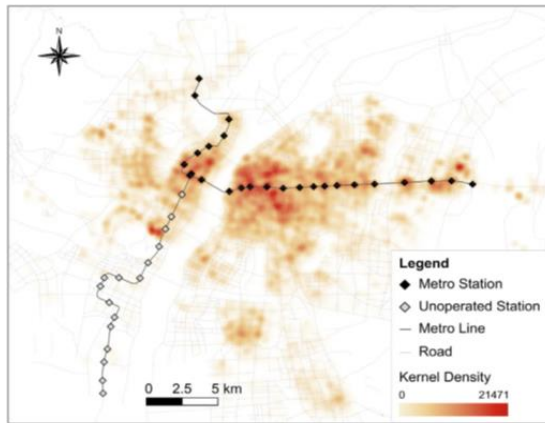 N
Legend
Metro Station
Unoperated Station
Metro Line
Road
Kernel Density
0 21471
0 2.5 5 km